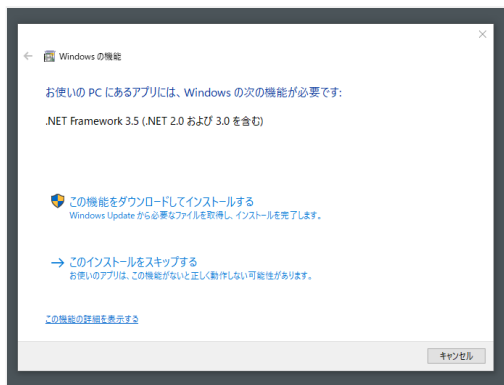 Windows の機能
お使いの PC にあるアプリには、Windows の次の機能が必要です:
.NET Framework 3.5 (.NET 2.0 および 3.0 を含む)
この機能をダウンロードしてインストールする
Windows Update から必要なファイルを取得し、インストールを完了します。
このインストールをスキップする
お使いのアプリは、この機能がないと正しく動作しない可能性があります。
この機能の詳細を表示する
キャンセル